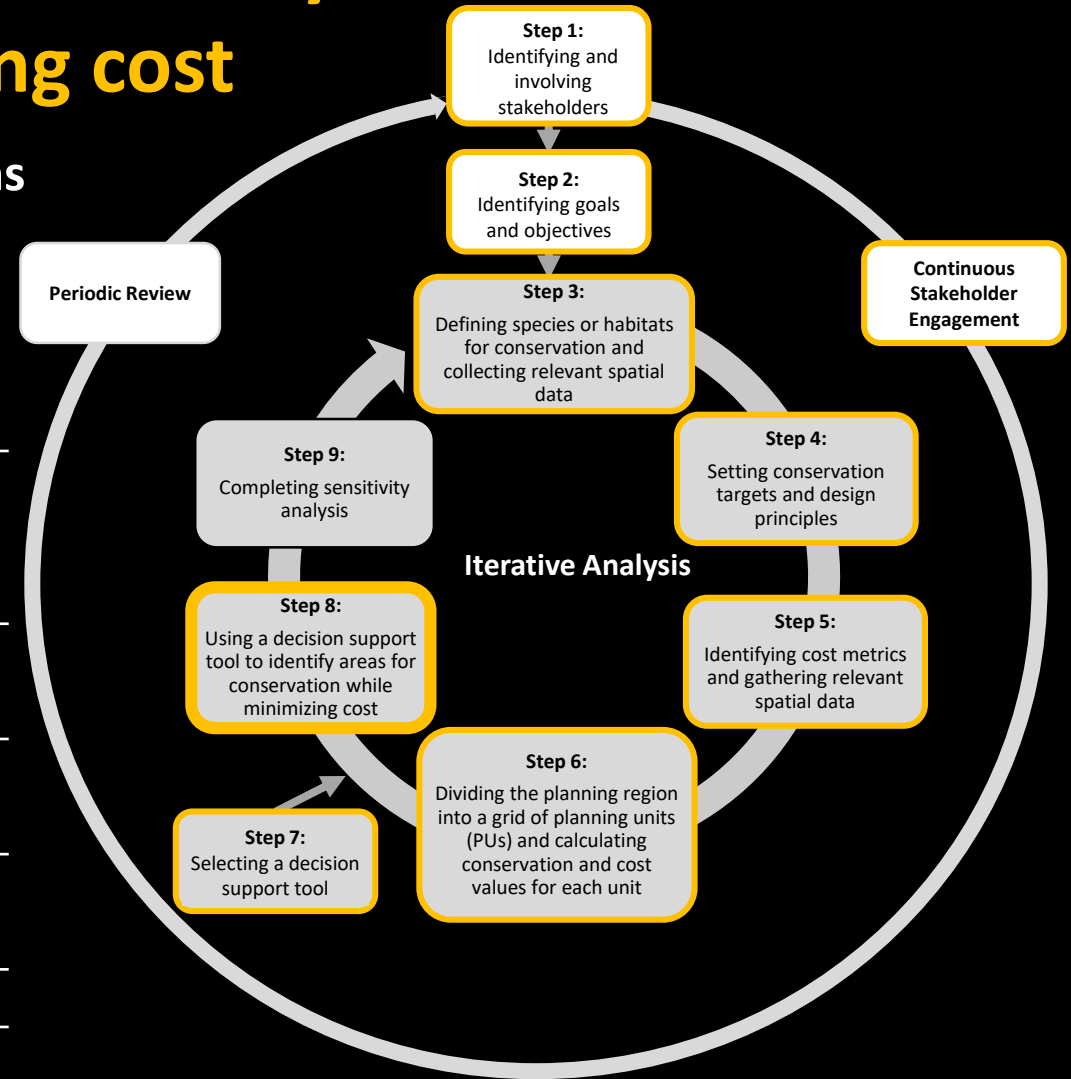 ng cost
Step 1:
Identifying and
involving
stakeholders
Step 2:
Identifying goals
and objectives
Periodic Review
Continuous
Stakeholder
Engagement
Step 3:
Defining species or habitats
for conservation and
collecting relevant spatial
data
Step 4:
Setting conservation
targets and design
principles
Iterative Analysis
Step 5:
Identifying cost metrics
and gathering relevant
spatial data
Step 6:
Dividing the planning region
into a grid of planning units
(PUs) and calculating
conservation and cost
values for each unit
Step 7:
Selecting a decision
support tool
Step 8:
Using a decision support
tool to identify areas for
conservation while
minimizing cost
Step 9:
Completing sensitivity
analysis